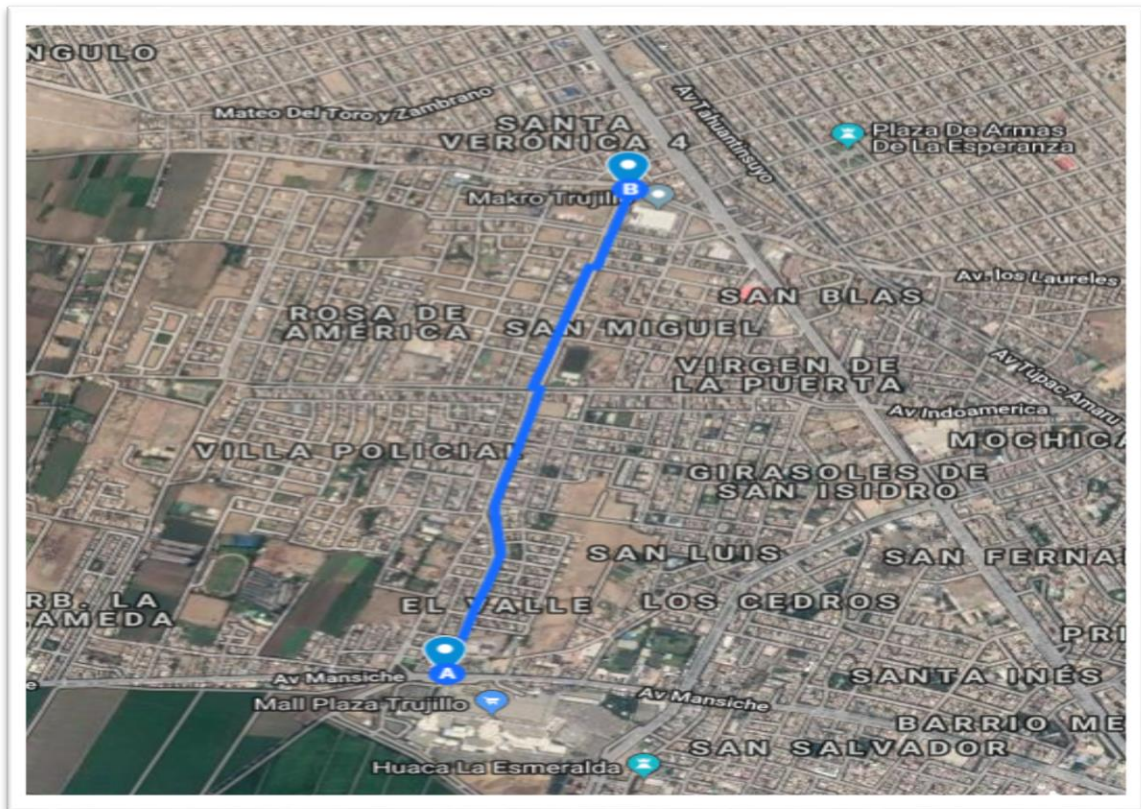 NGULO
Mateo Del Toro y Zambrano
Av Tahuantinsuyo
SANTA
VERÓNICA 4
Plaza De Armas
De La Esperanza
B
Makro Trujill
Av. los Laureles
SAN BLAS
ROSA DE
AMÉRICA
SAN MIGUEL
VIRGEN DE
LA PUERTA
Av Túpac Amaru
Av Indoamerica
MOCHICA
VILLA POLICIAL
GIRASOLES DE
SAN ISIDRO
SAN LUIS
SAN FERNA
RB. LA
AMEDA
EL VALLE
LOS CEDROS
PRI
A
Av Mansiche
SANTA INÉS
e
Mall Plaza Trujillo
Av Mansiche
BARRIO ME
SAN SALVADOR
Huaca La Esmeralda